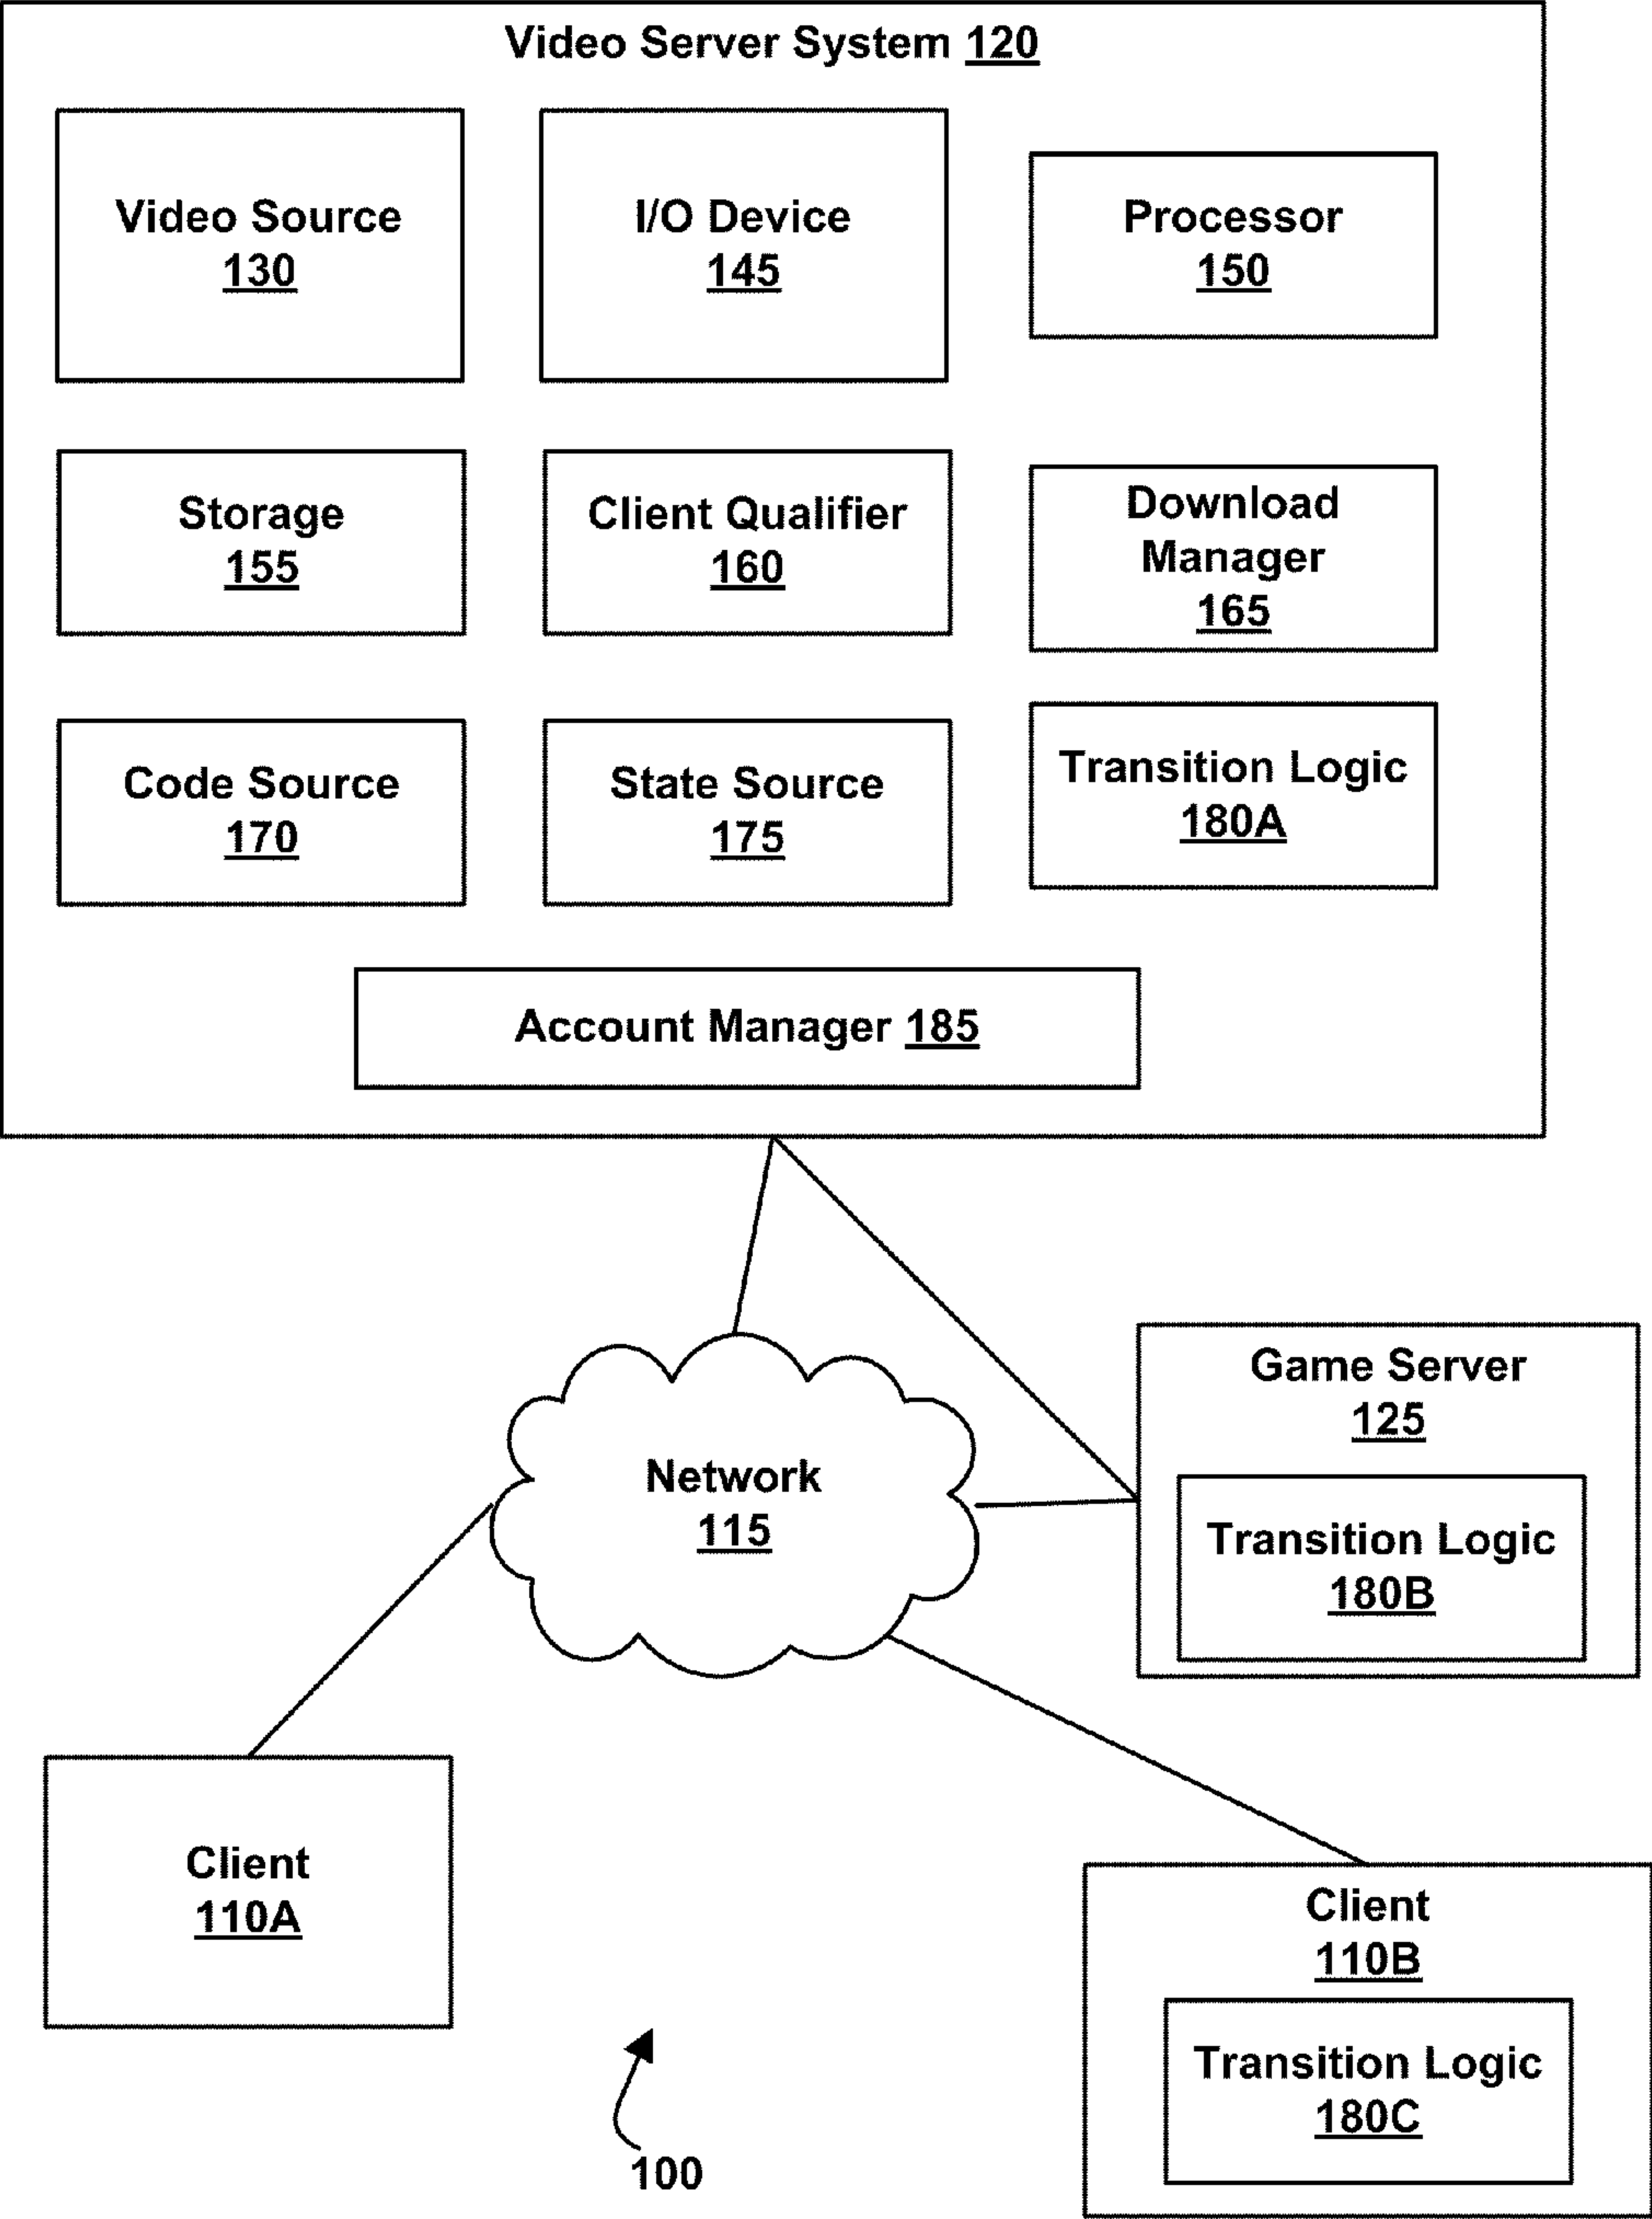 Video Server System 120
Video Source
130
I/O Device
145
Processor
150
Storage
155
Client Qualifier
160
Download
Manager
165
Code Source
170
State Source
175
Transition Logic
180A
Account Manager 185
Game Server
125
Transition Logic
180B
Network
115
Client
110A
Client
110B
Transition Logic
180C
100